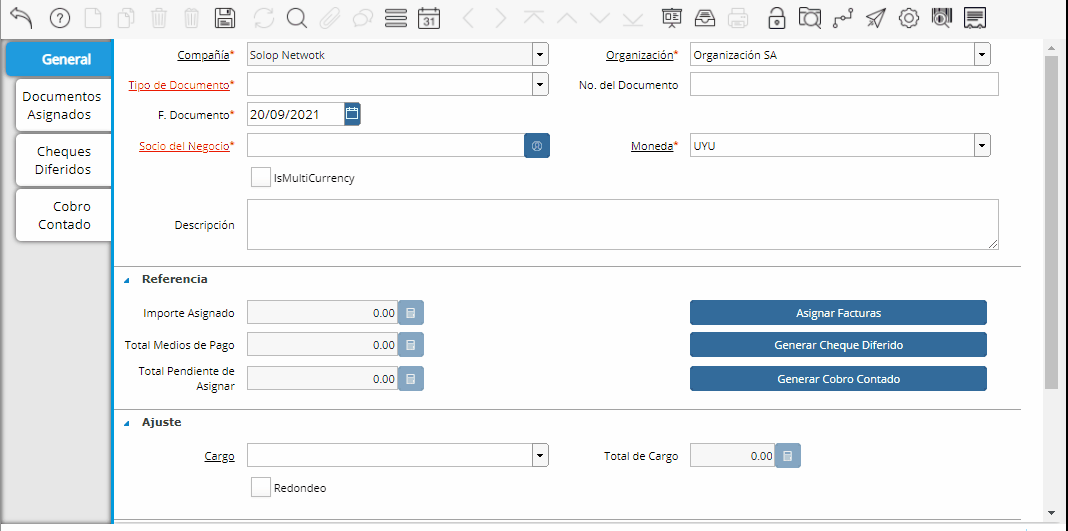 31
General
Documentos
Asignados
Cheques
Diferidos
Cobro
Contado
Compañía* Solop Netwotk Organización* Organización SA
Tipo de Documento* No. del Documento
F. Documento* 20/09/2021
Socio del Negocio* Moneda* UYU
IsMultiCurrency
Descripción
Referencia
Importe Asignado 0.00 Asignar Facturas
Total Medios de Pago 0.00 Generar Cheque Diferido
Total Pendiente de
Asignar 0.00 Generar Cobro Contado
Ajuste
Cargo Total de Cargo 0.00
Redondeo